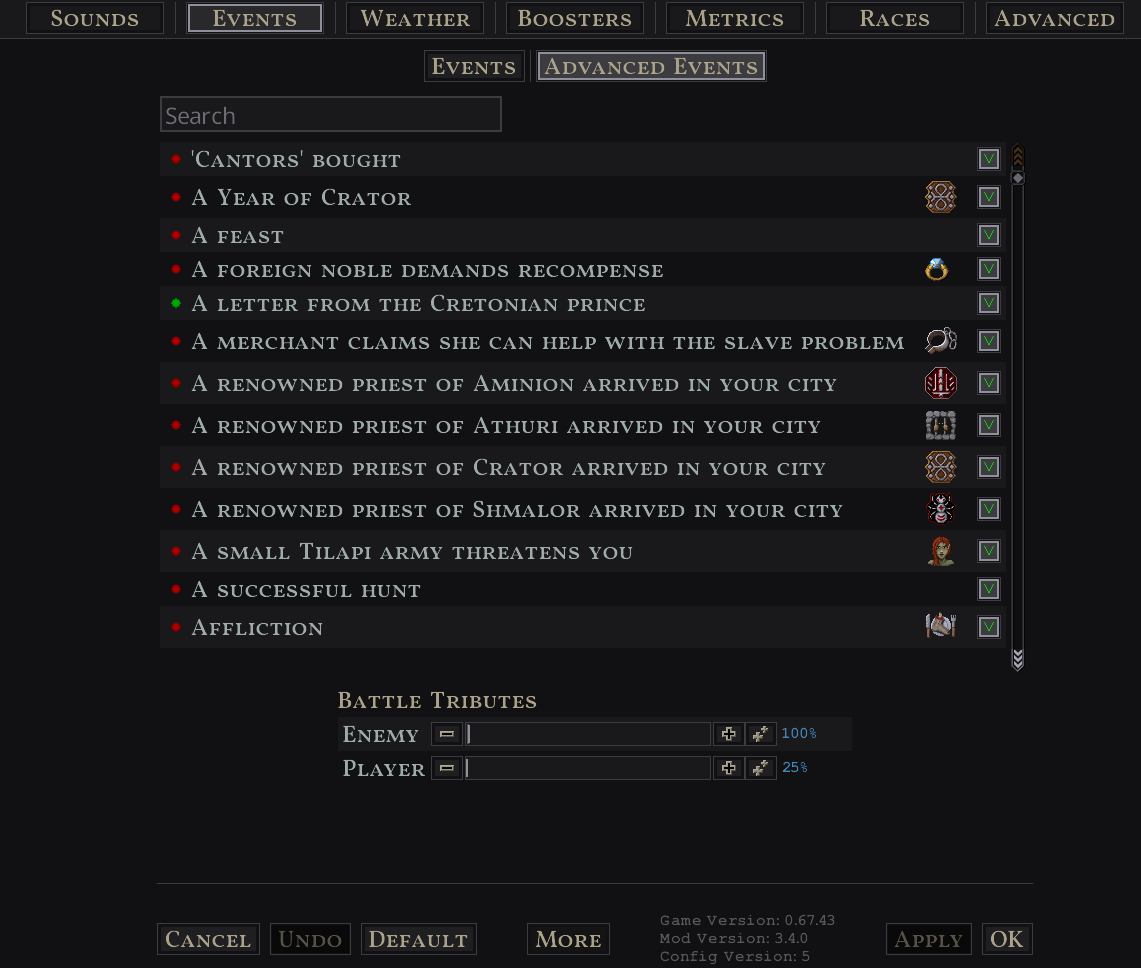 Sounds Events Weather Boosters Metrics Races Advanced
Events Advanced Events
Search
'Cantors' bought
A Year of Crator
A feast
A foreign noble demands recompense
A letter from the Cretonian prince
A merchant claims she can help with the slave problem
A renowned priest of Aminion arrived in your city
A renowned priest of Athuri arrived in your city
A renowned priest of Crator arrived in your city
A renowned priest of Shmalor arrived in your city
A small Tilapi army threatens you
A successful hunt
Affliction
Battle Tributes
Enemy 100%
Player 25%
Game Version: 0.67.43
Cancel Undo Default More Mod Version: 3.4.0 Apply OK
Config Version: 5